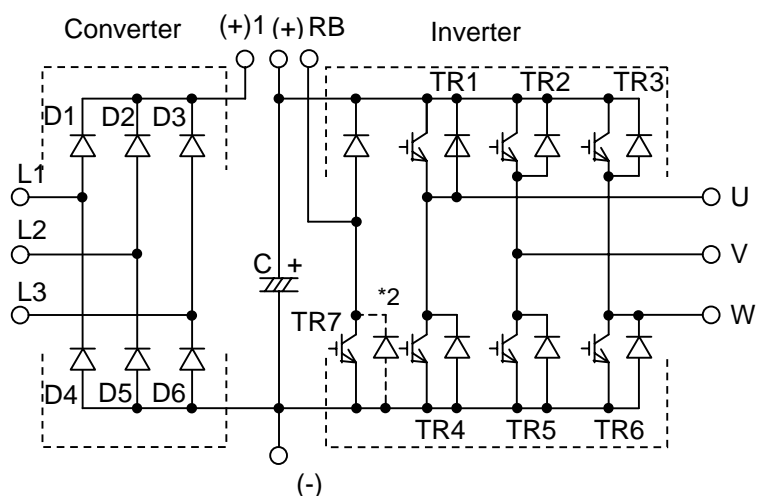 Converter
(+)1 (+) RB
Inverter
D1 D2 D3
TR1 TR2 TR3
L1
L2
L3
U
V
W
C +
*2
TR7
D4 D5 D6
TR4 TR5 TR6
(-)